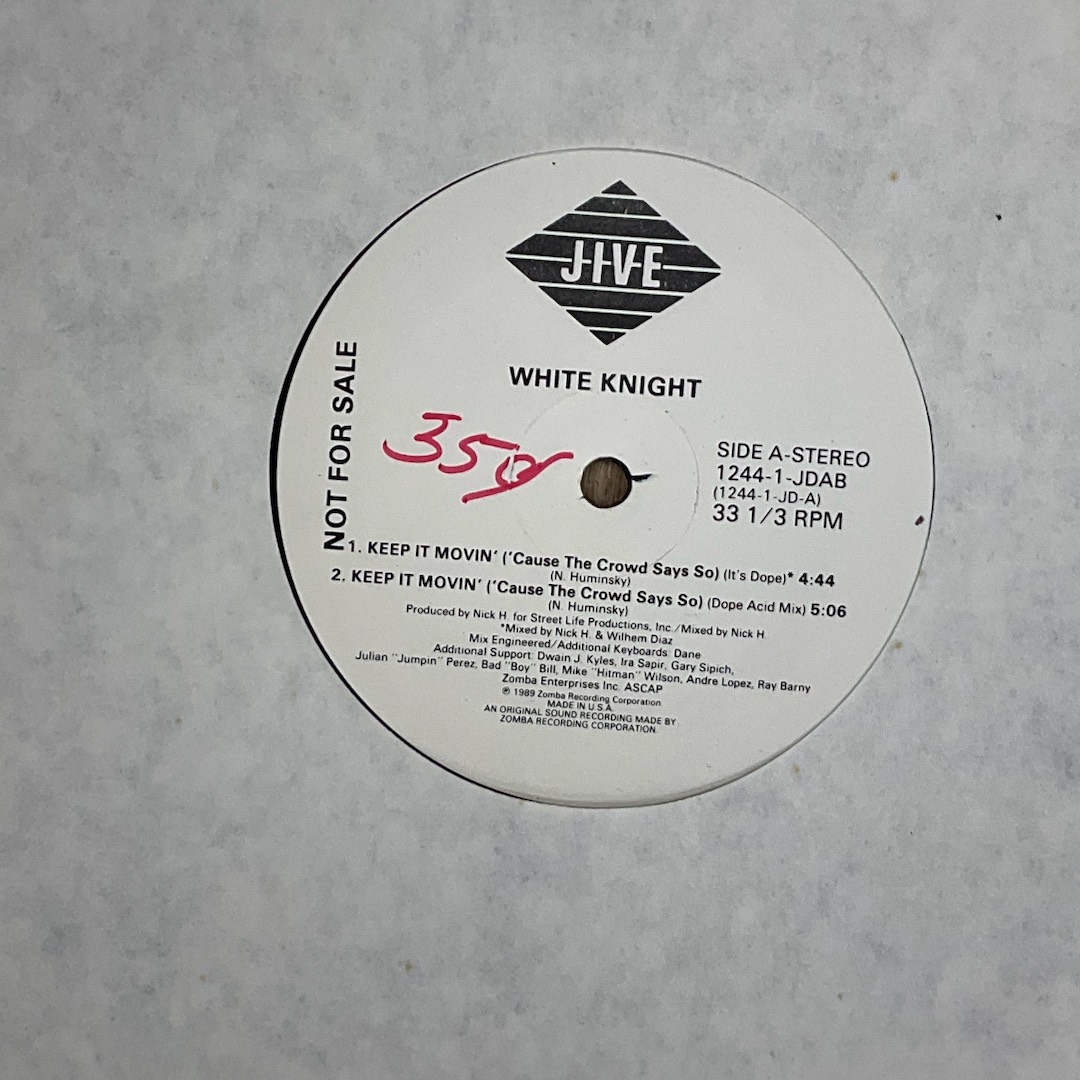 JIVE
WHITE KNIGHT
NOT FOR SALE
35¢
SIDE A-STEREO
1244-1-JDAB
(1244-1-JD-A)
33 1/3 RPM
1. KEEP IT MOVIN' ('Cause The Crowd Says So) (It's Dope)* 4:44
(N. Huminsky)
2. KEEP IT MOVIN' ('Cause The Crowd Says So) (Dope Acid Mix) 5:06
(N. Huminsky)
Produced by Nick H. for Street Life Productions, Inc./Mixed by Nick H.
*Mixed by Nick H. & Wilhem Diaz
Mix Engineered/Additional Keyboards: Dane
Additional Support: Dwain J. Kyles, Ira Sapir, Gary Sipich,
Julian "Jumpin" Perez, Bad "Boy" Bill, Mike "Hitman" Wilson, Andre Lopez, Ray Barny
Zomba Enterprises Inc. ASCAP
℗ 1989 Zomba Recording Corporation
MADE IN U.S.A.
AN ORIGINAL SOUND RECORDING MADE BY
ZOMBA RECORDING CORPORATION.